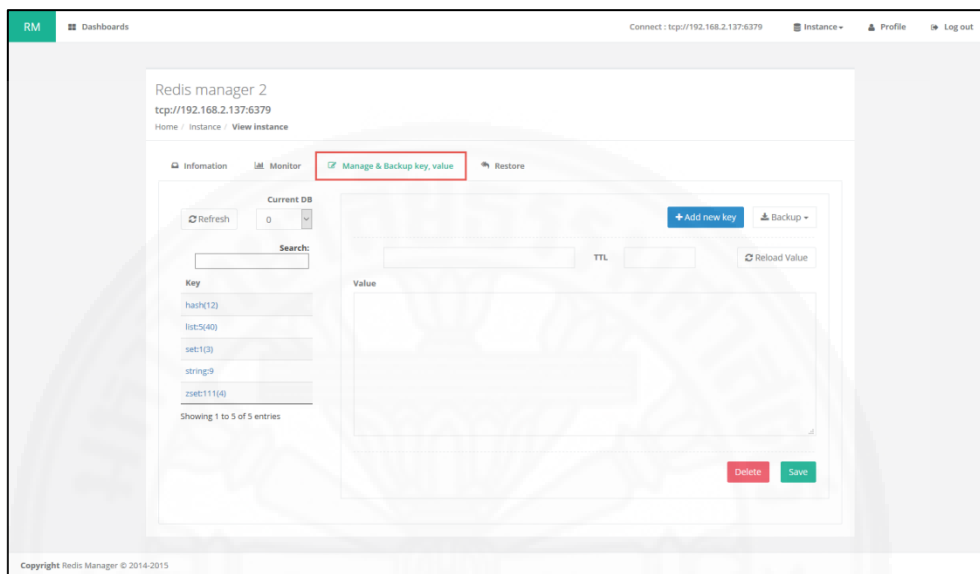 RM Dashboards Connect : tcp://192.168.2.137:6379 Instance Profile Log out
Redis manager 2
tcp://192.168.2.137:6379
Home / Instance / View instance
Infomation Monitor Manage & Backup key, value Restore
Current DB
Refresh 0
Add new key Backup
Search:
TTL Reload Value
Key Value
hash(12)
list:5(40)
set:1(3)
string:9
zset:111(4)
Showing 1 to 5 of 5 entries
Delete Save
Copyright Redis Manager © 2014-2015